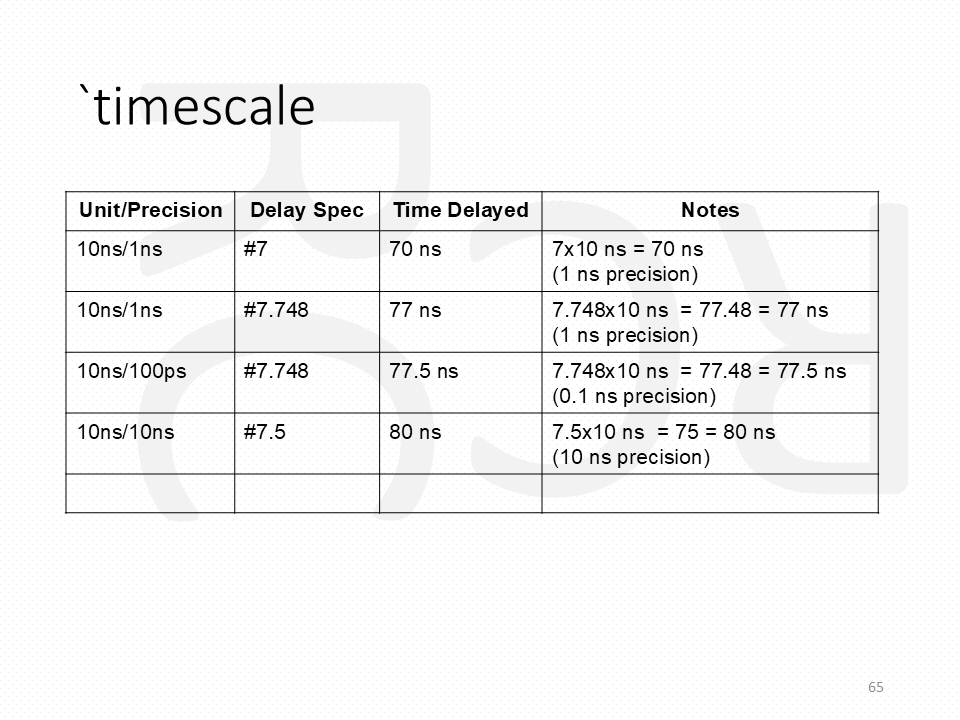 `timescale
Unit/Precision Delay Spec Time Delayed Notes
10ns/1ns #7 70 ns 7x10 ns = 70 ns
(1 ns precision)
10ns/1ns #7.748 77 ns 7.748x10 ns = 77.48 = 77 ns
(1 ns precision)
10ns/100ps #7.748 77.5 ns 7.748x10 ns = 77.48 = 77.5 ns
(0.1 ns precision)
10ns/10ns #7.5 80 ns 7.5x10 ns = 75 = 80 ns
(10 ns precision)
65